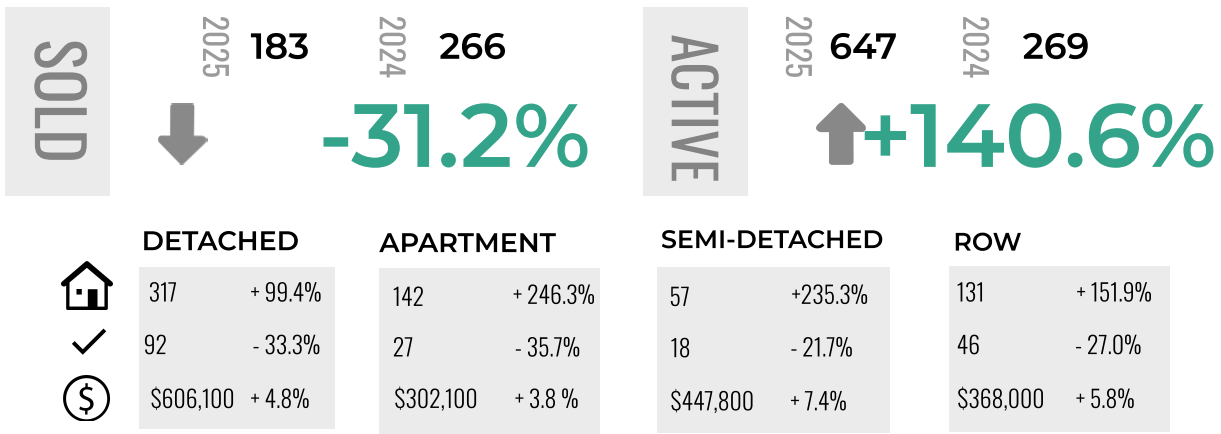 SOLD
2025
183
2024
266
-31.2%
ACTIVE
2025
647
2024
269
+140.6%
DETACHED
317 + 99.4%
92 - 33.3%
$606,100 + 4.8%
APARTMENT
142 + 246.3%
27 - 35.7%
$302,100 + 3.8 %
SEMI-DETACHED
57 +235.3%
18 - 21.7%
$447,800 + 7.4%
ROW
131 + 151.9%
46 - 27.0%
$368,000 + 5.8%